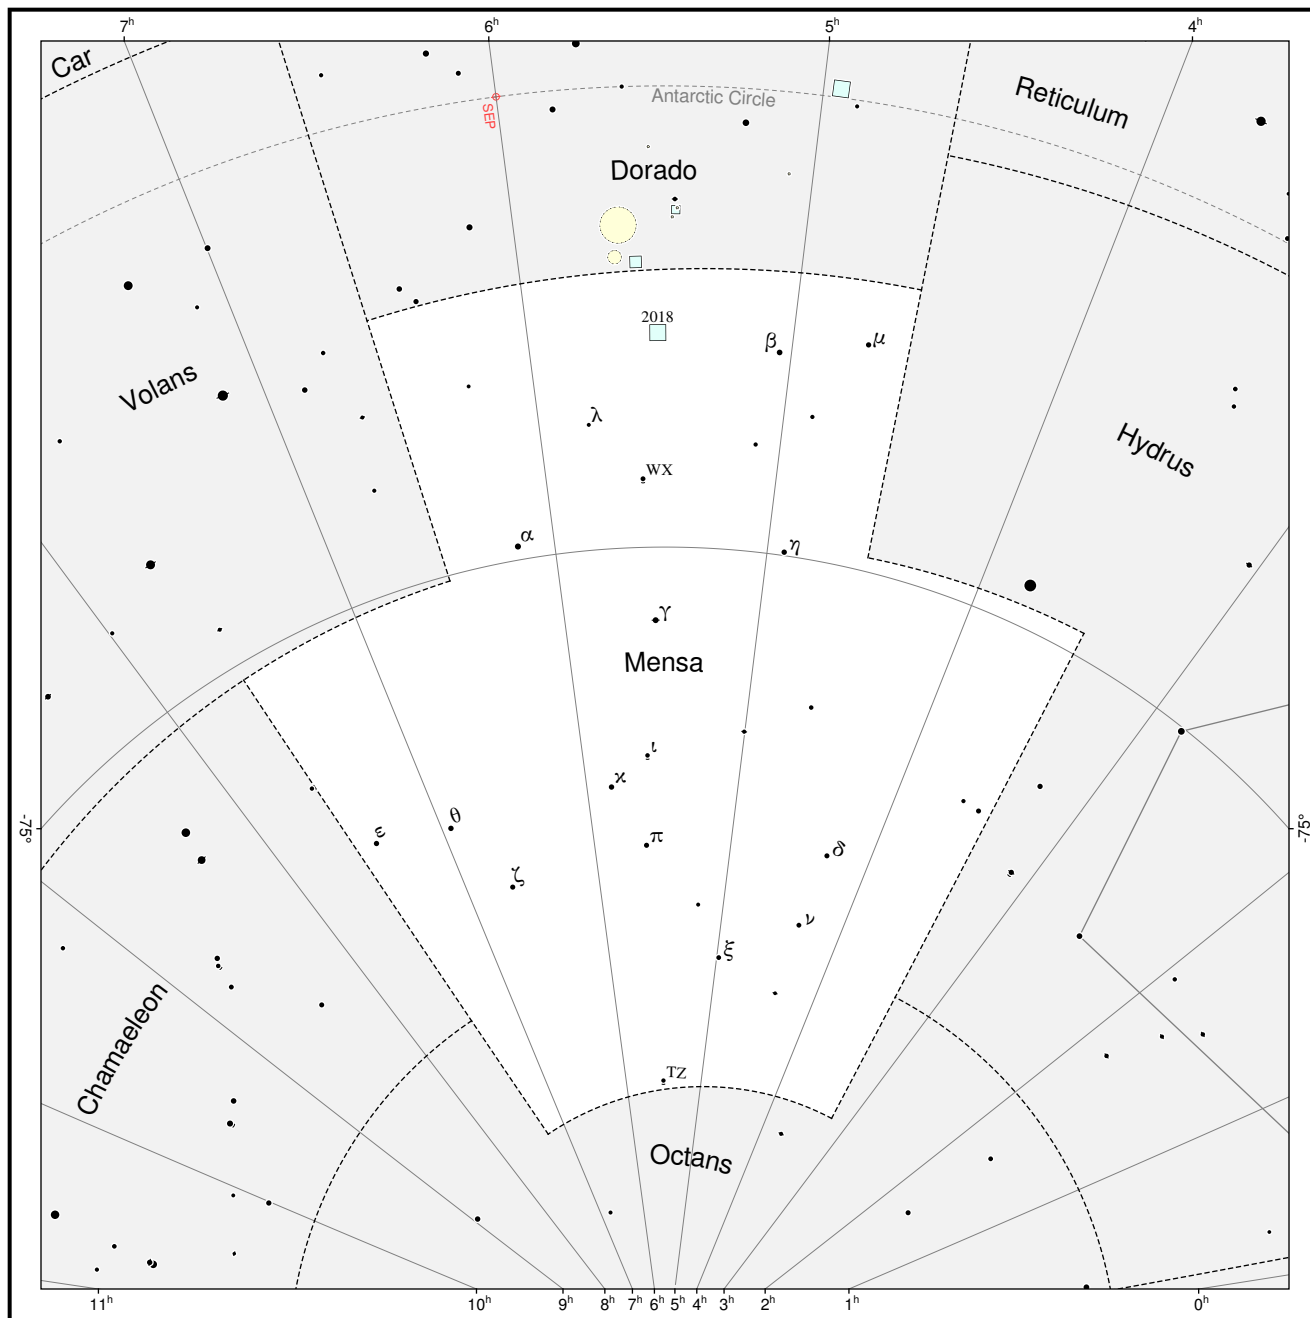 7h
6h
5h
4h
Car
Reticulum
Antarctic Circle
SEP
Dorado
2018
β
μ
Volans
λ
Hydrus
WX
α
η
γ
Mensa
ι
ϰ
θ
ε
π
δ
-75°
-75°
ζ
ν
ξ
Chamaeleon
TZ
Octans
11h
10h
9h
8h
7h
6h
5h
4h
3h
2h
1h
0h